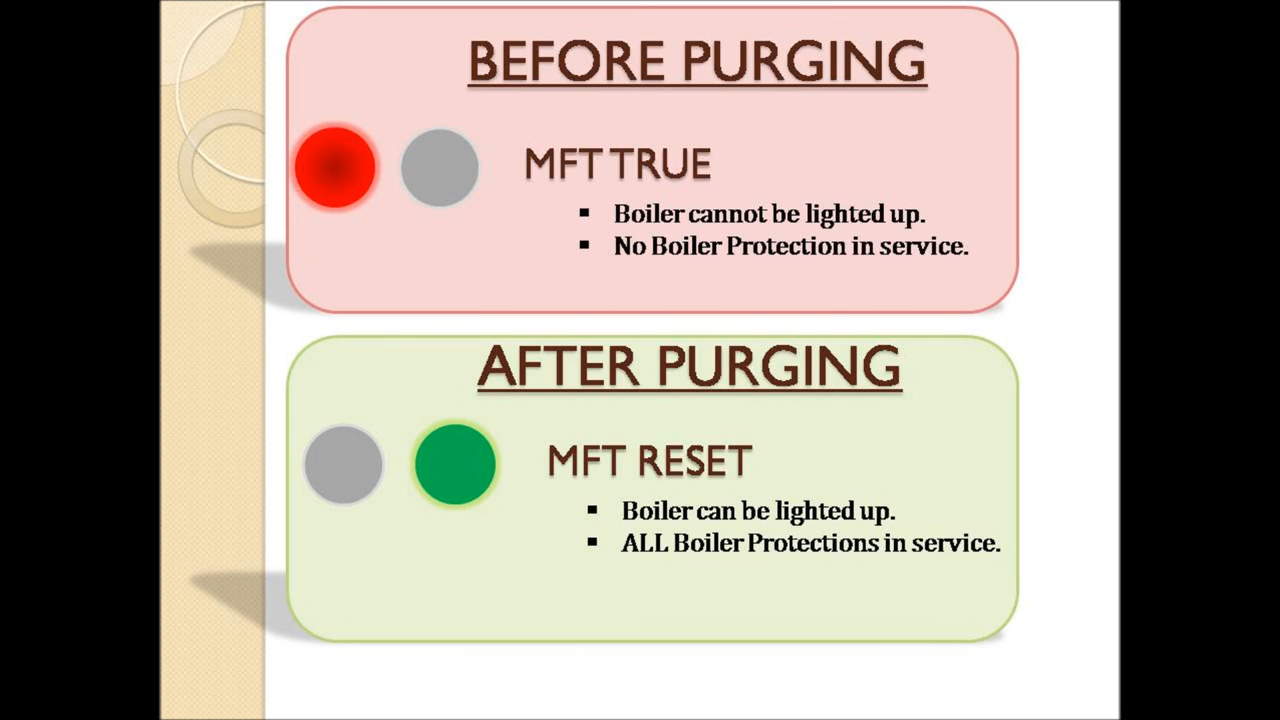 BEFORE PURGING
MFT TRUE
▪ Boiler cannot be lighted up.
▪ No Boiler Protection in service.
AFTER PURGING
MFT RESET
▪ Boiler can be lighted up.
▪ ALL Boiler Protections in service.